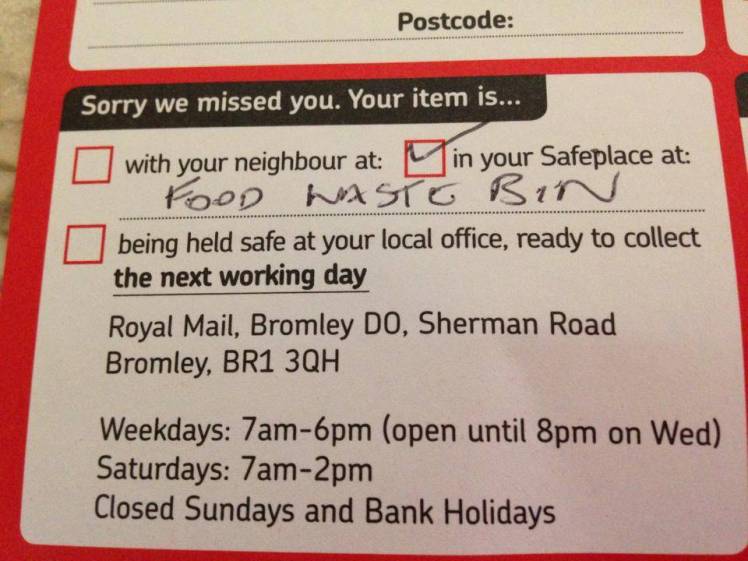 Postcode:
Sorry we missed you. Your item is...
with your neighbour at: in your Safeplace at:
FOOD WASTE BIN
being held safe at your local office, ready to collect
the next working day
Royal Mail, Bromley DO, Sherman Road
Bromley, BR1 3QH
Weekdays: 7am-6pm (open until 8pm on Wed)
Saturdays: 7am-2pm
Closed Sundays and Bank Holidays